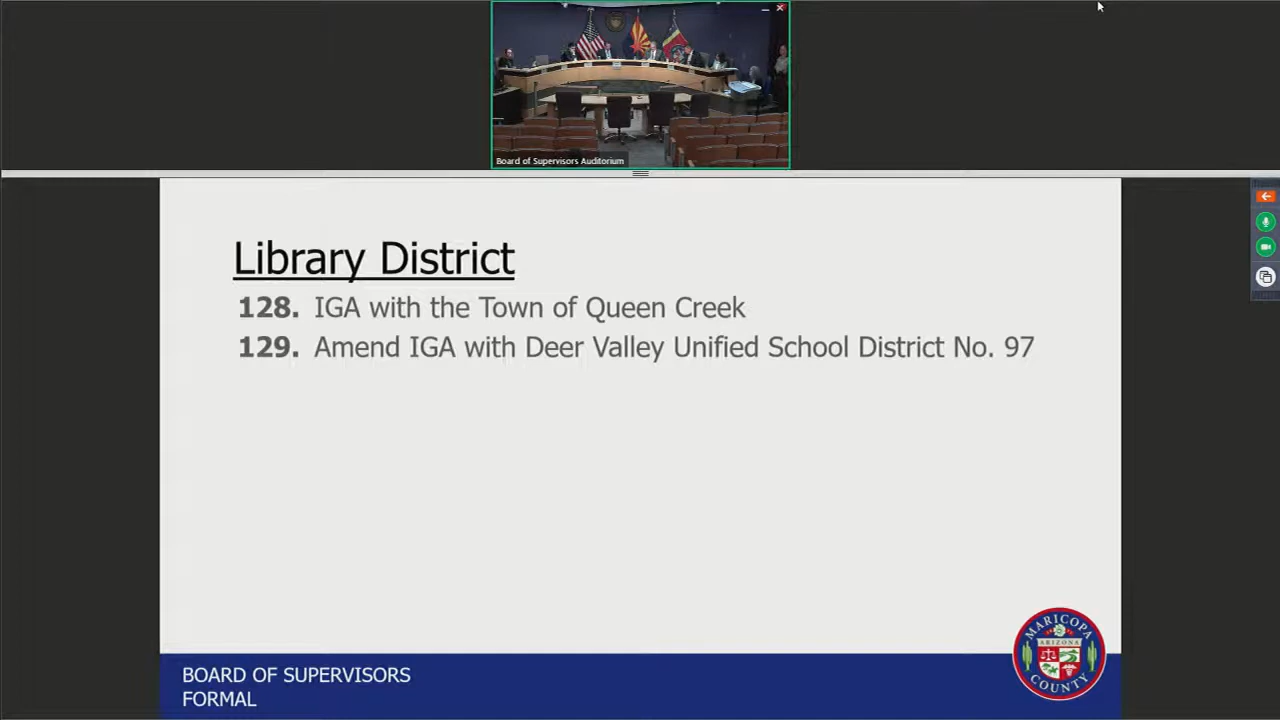 Board of Supervisors Auditorium
Library District
128. IGA with the Town of Queen Creek
129. Amend IGA with Deer Valley Unified School District No. 97
MARICOPA
ARIZONA
COUNTY
BOARD OF SUPERVISORS
FORMAL